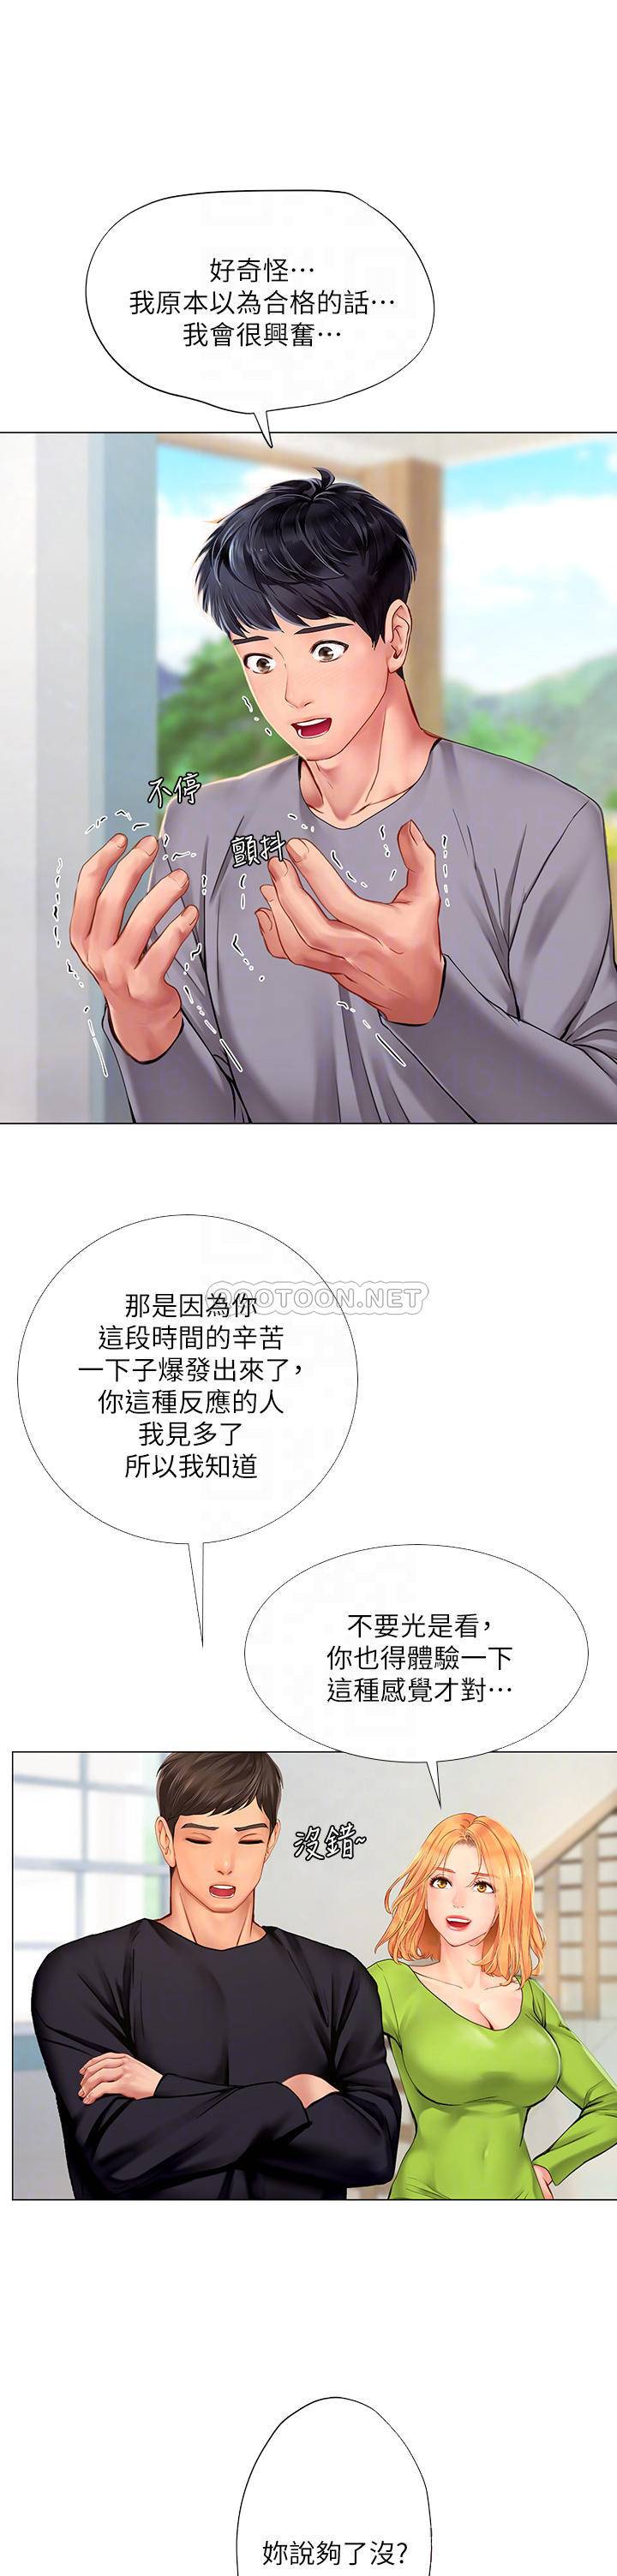 好奇怪…
我原本以為合格的話…
我會很興奮…
不停
顫抖
TOON.NET
那是因為你
這段時間的辛苦
一下子爆發出來了,
你這種反應的人
我見多了
所以我知道
不要光是看,
你也得體驗一下
這種感覺才對…
沒錯~
妳說夠了沒?